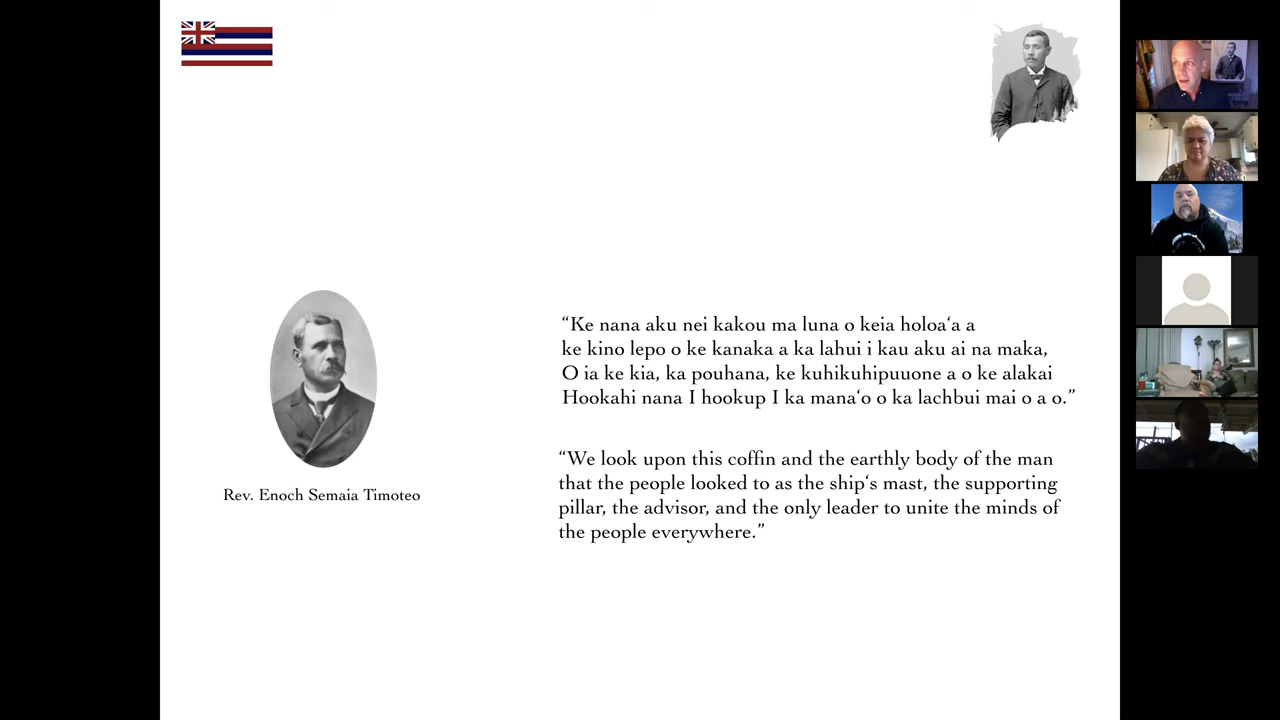 “Ke nana aku nei kakou ma luna o keia holoa‘a a
ke kino lepo o ke kanaka a ka lahui i kau aku ai na maka,
O ia ke kia, ka pouhana, ke kuhikuhipuuone a o ke alakai
Hookahi nana I hookup I ka mana‘o o ka lachbui mai o a o.”
“We look upon this coffin and the earthly body of the man
that the people looked to as the ship‘s mast, the supporting
pillar, the advisor, and the only leader to unite the minds of
the people everywhere.”
Rev. Enoch Semaia Timoteo